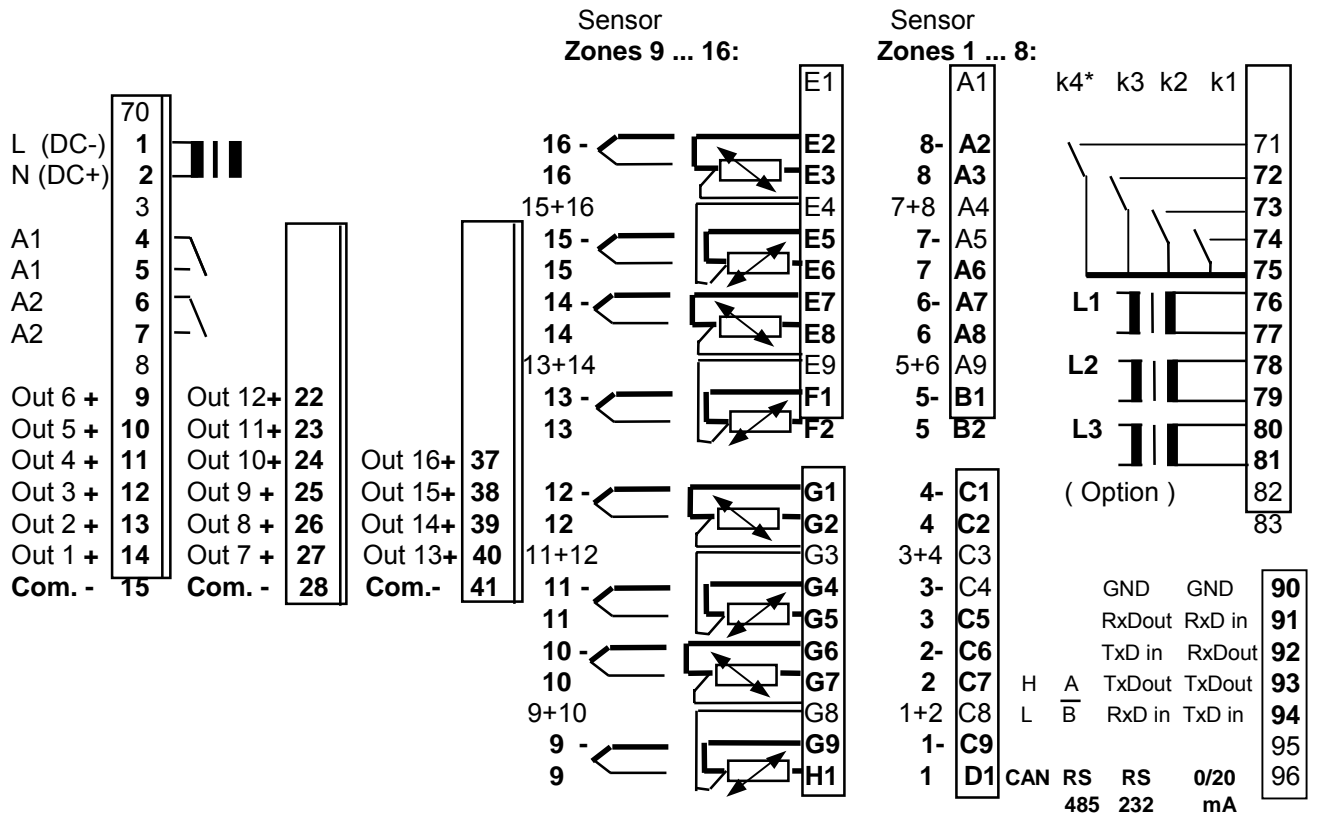 Sensor Sensor
Zones 9 ... 16: Zones 1 ... 8:
E1 A1 k4* k3 k2 k1
70
L (DC-) 1 16 - E2 8- A2 71
N (DC+) 2 16 E3 8 A3 72
3 15+16 E4 7+8 A4 73
A1 4 15 - E5 7- A5 74
A1 5 15 E6 7 A6 75
A2 6 14 - E7 6- A7 L1 76
A2 7 14 E8 6 A8 77
8 13+14 E9 5+6 A9 L2 78
Out 6 + 9 Out 12+ 22 13 - F1 5- B1 79
Out 5 + 10 Out 11+ 23 13 F2 5 B2 L3 80
Out 4 + 11 Out 10+ 24 Out 16+ 37 81
Out 3 + 12 Out 9 + 25 Out 15+ 38 12 - G1 4- C1 ( Option ) 82
Out 2 + 13 Out 8 + 26 Out 14+ 39 12 G2 4 C2 83
Out 1 + 14 Out 7 + 27 Out 13+ 40 11+12 G3 3+4 C3
Com. - 15 Com. - 28 Com.- 41 11 - G4 3- C4 GND GND 90
11 G5 3 C5 RxDout RxD in 91
10 - G6 2- C6 TxD in RxDout 92
10 G7 2 C7 H A TxDout TxDout 93
9+10 G8 1+2 C8 L B RxD in TxD in 94
9 - G9 1- C9 95
9 H1 1 D1 CAN RS RS 0/20 96
485 232 mA